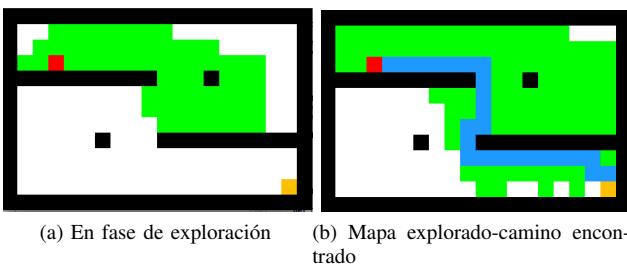 (a) En fase de exploración
(b) Mapa explorado-camino encon-
trado